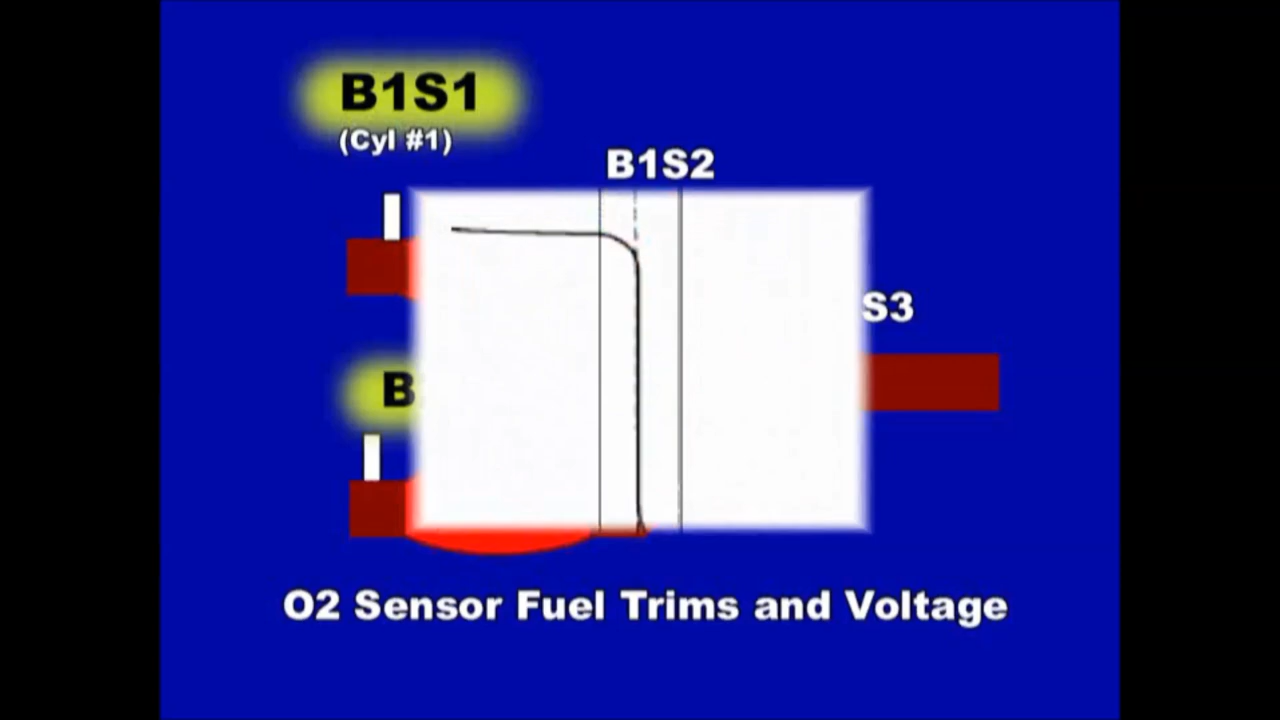 B1S1
(Cyl #1)
B1S2
S3
B
O2 Sensor Fuel Trims and Voltage